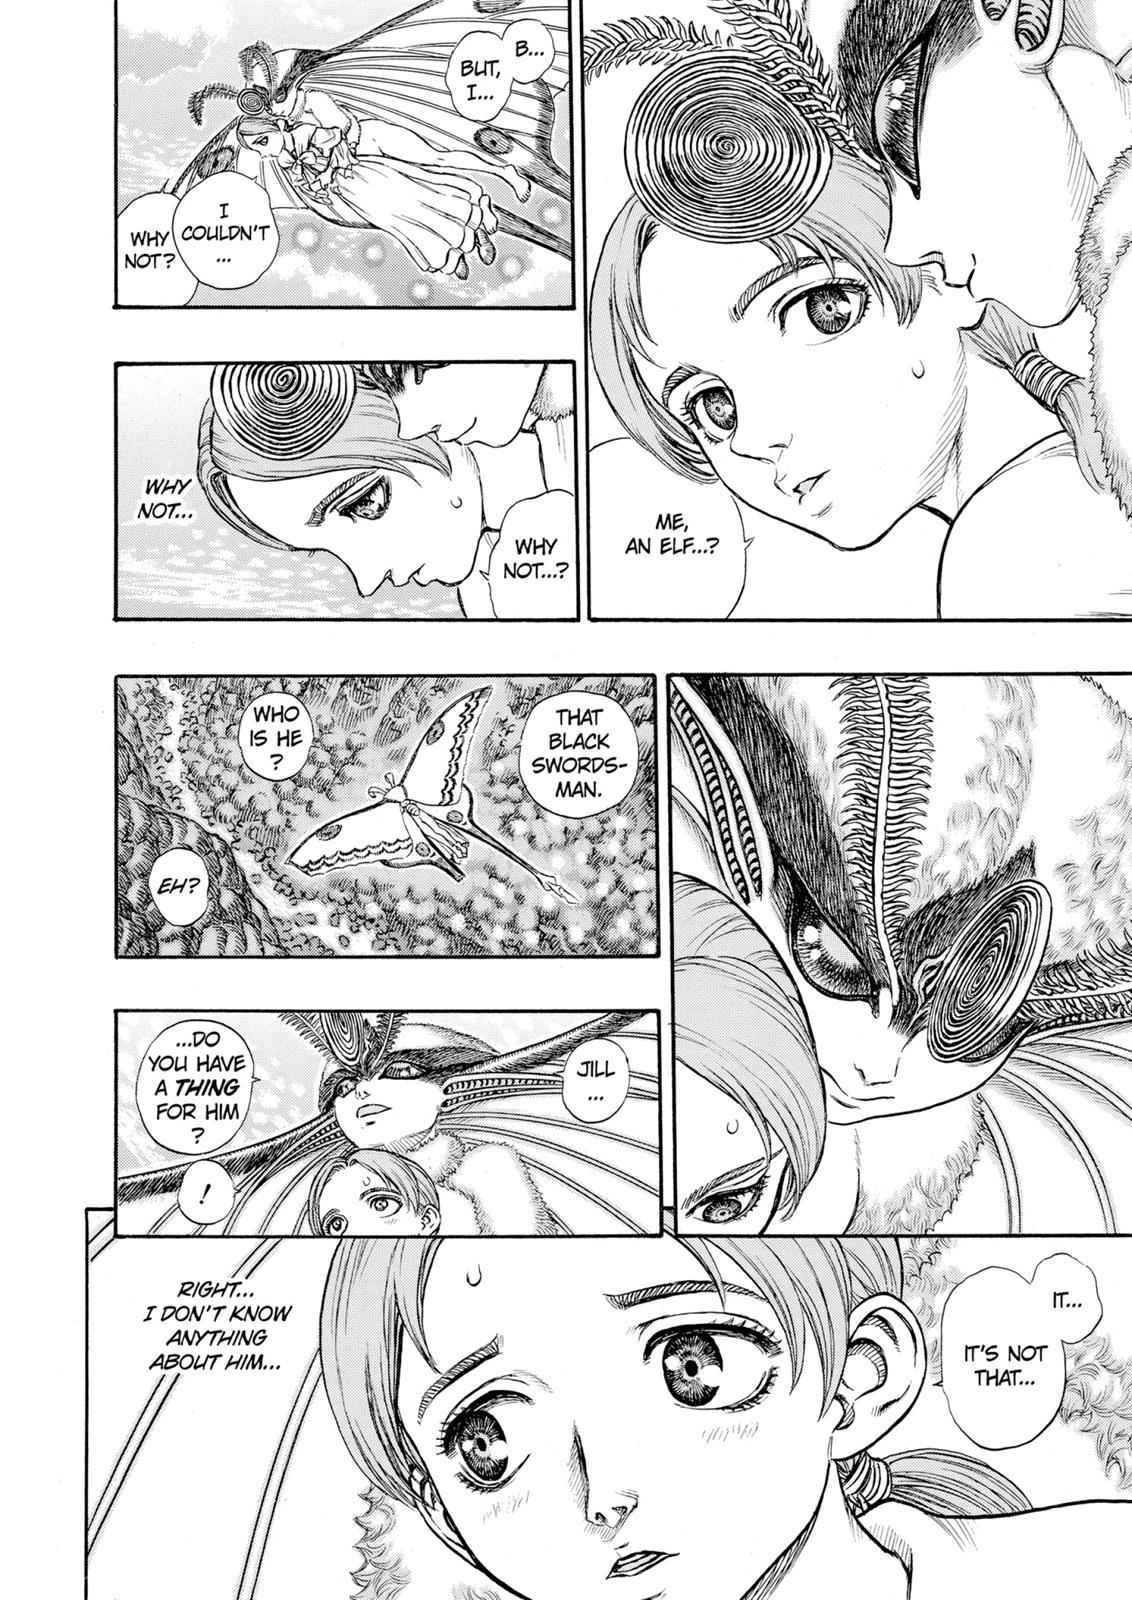 ME,
AN ELF...?
B...
BUT,
I...
I
COULDN'T
...
WHY
NOT?
WHY
NOT...?
WHY
NOT...
THAT
BLACK
SWORDS-
MAN.
WHO
IS HE
?
EH?
JILL
...
...DO
YOU HAVE
A THING
FOR HIM
?
!
IT...
IT'S NOT
THAT...
RIGHT...
I DON'T KNOW
ANYTHING
ABOUT HIM...